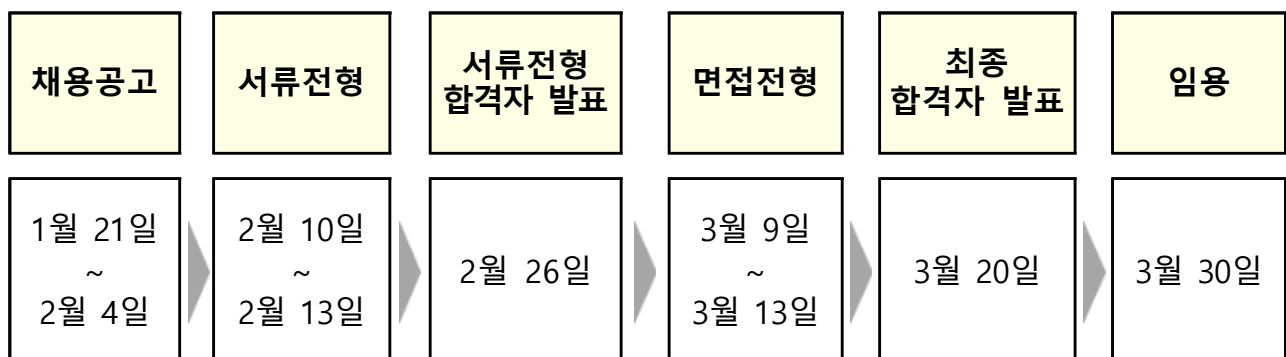 채용공고
서류전형
서류전형
합격자 발표
면접전형
최종
합격자 발표
임용
1월 21일
~
2월 4일
2월 10일
~
2월 13일
2월 26일
3월 9일
~
3월 13일
3월 20일
3월 30일